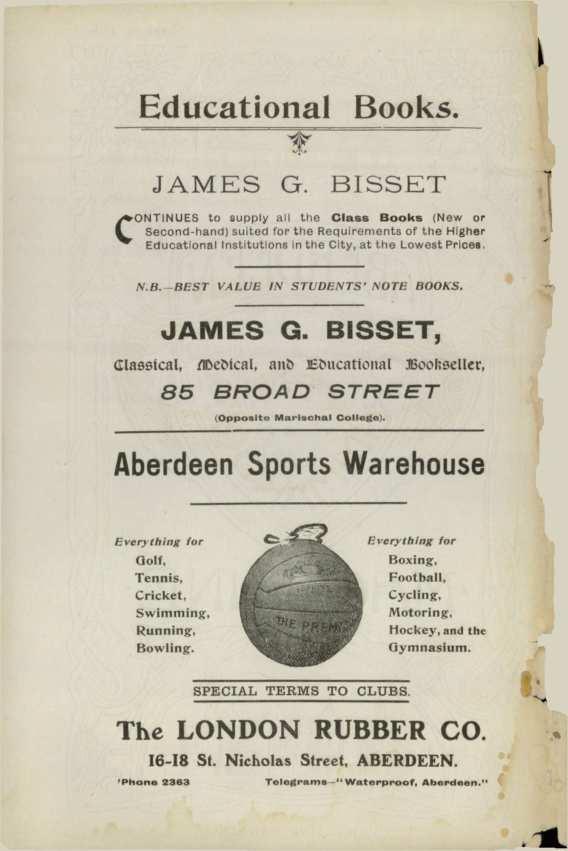 Educational Books.
JAMES G. BISSET
CONTINUES to supply all the Class Books (New or
Second-hand) suited for the Requirements of the Higher
Educational Institutions in the City, at the Lowest Prices.
N.B.—BEST VALUE IN STUDENTS' NOTE BOOKS.
JAMES G. BISSET,
Classical, Medical, and Educational Bookseller,
85 BROAD STREET
(Opposite Marischal College).
Aberdeen Sports Warehouse
Everything for
Golf,
Tennis,
Cricket,
Swimming,
Running,
Bowling.
THE PREM
Everything for
Boxing,
Football,
Cycling,
Motoring,
Hockey, and the
Gymnasium.
SPECIAL TERMS TO CLUBS.
The LONDON RUBBER CO.
16-18 St. Nicholas Street, ABERDEEN.
'Phone 2363 Telegrams—"Waterproof, Aberdeen."